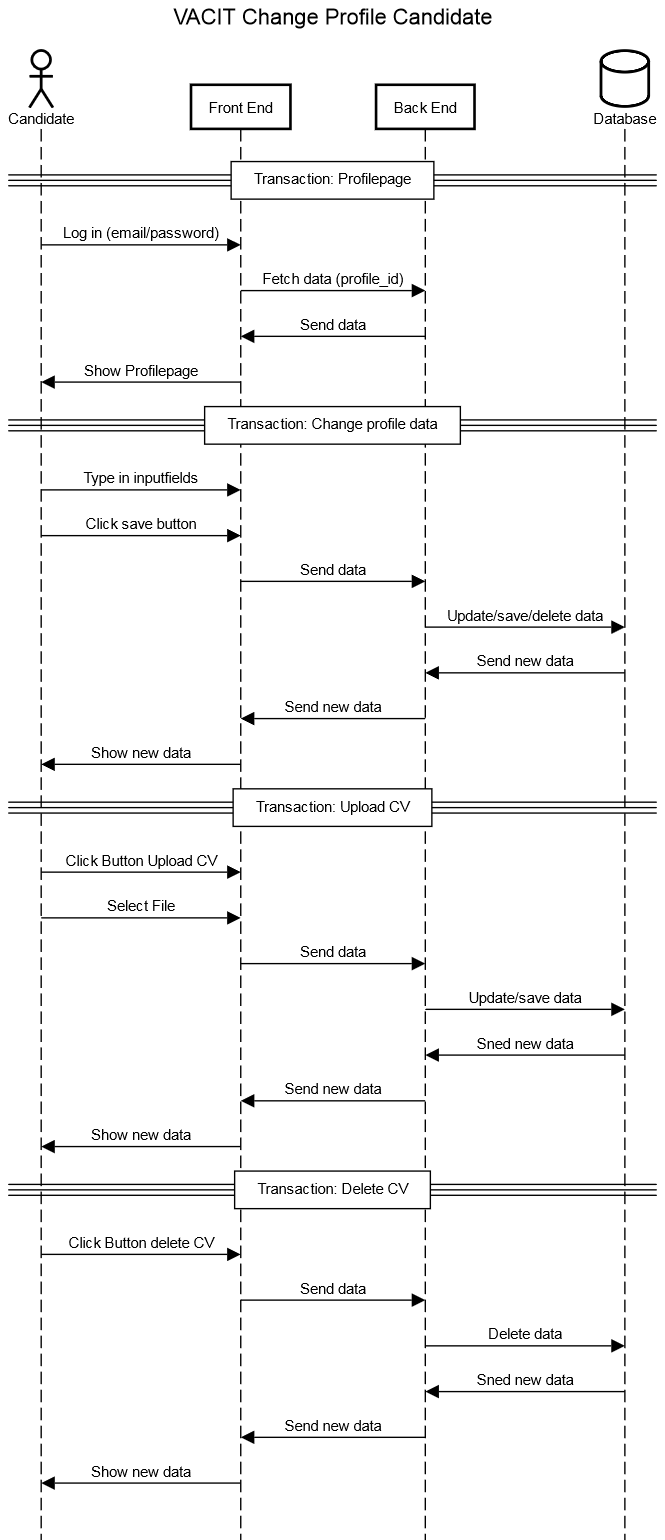 VACIT Change Profile Candidate
Candidate
Front End
Back End
Database
Transaction: Profilepage
Log in (email/password)
Fetch data (profile_id)
Send data
Show Profilepage
Transaction: Change profile data
Type in inputfields
Click save button
Send data
Update/save/delete data
Send new data
Send new data
Show new data
Transaction: Upload CV
Click Button Upload CV
Select File
Send data
Update/save data
Sned new data
Send new data
Show new data
Transaction: Delete CV
Click Button delete CV
Send data
Delete data
Sned new data
Send new data
Show new data